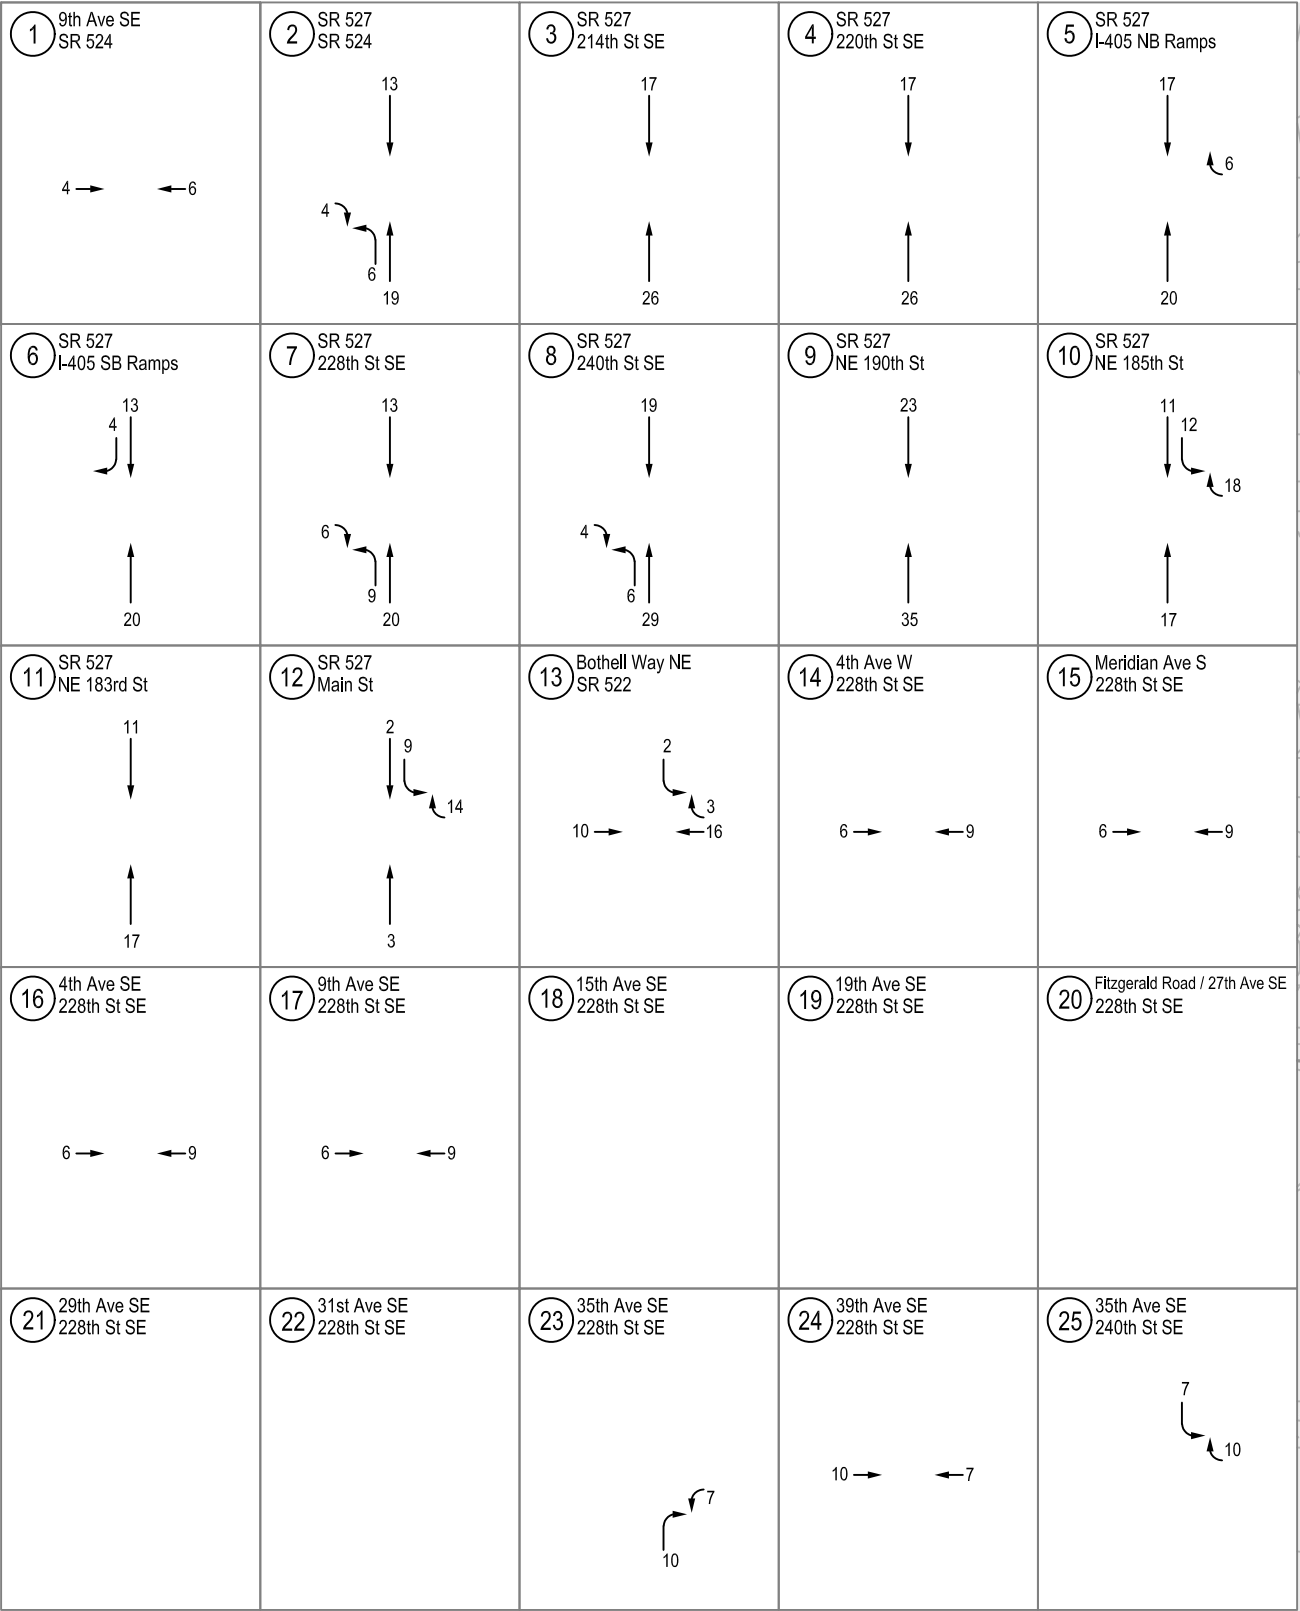 1
9th Ave SE
SR 524
4
6
2
SR 527
SR 524
13
4
6
19
3
SR 527
214th St SE
17
26
4
SR 527
220th St SE
17
26
5
SR 527
I-405 NB Ramps
17
6
20
6
SR 527
I-405 SB Ramps
13
4
20
7
SR 527
228th St SE
13
6
9
20
8
SR 527
240th St SE
19
4
6
29
9
SR 527
NE 190th St
23
35
10
SR 527
NE 185th St
11
12
18
17
11
SR 527
NE 183rd St
11
17
12
SR 527
Main St
2
9
14
3
13
Bothell Way NE
SR 522
2
3
10
16
14
4th Ave W
228th St SE
6
9
15
Meridian Ave S
228th St SE
6
9
16
4th Ave SE
228th St SE
6
9
17
9th Ave SE
228th St SE
6
9
18
15th Ave SE
228th St SE
19
19th Ave SE
228th St SE
20
Fitzgerald Road / 27th Ave SE
228th St SE
21
29th Ave SE
228th St SE
22
31st Ave SE
228th St SE
23
35th Ave SE
228th St SE
7
10
24
39th Ave SE
228th St SE
10
7
25
35th Ave SE
240th St SE
7
10